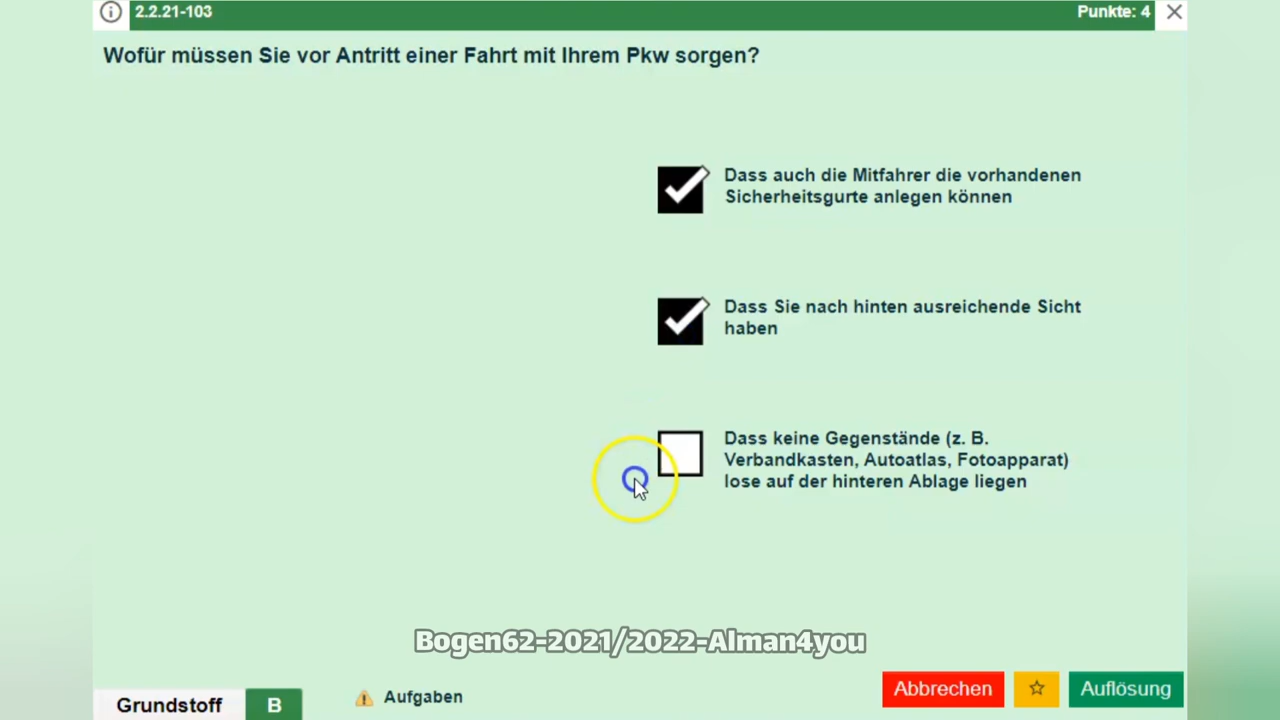 2.2.21-103
Punkte: 4
Wofür müssen Sie vor Antritt einer Fahrt mit Ihrem Pkw sorgen?
Dass auch die Mitfahrer die vorhandenen
Sicherheitsgurte anlegen können
Dass Sie nach hinten ausreichende Sicht
haben
Dass keine Gegenstände (z. B.
Verbandkasten, Autoatlas, Fotoapparat)
lose auf der hinteren Ablage liegen
Bogen62-2021/2022-Alman4you
Grundstoff
B
Aufgaben
Abbrechen
Auflösung